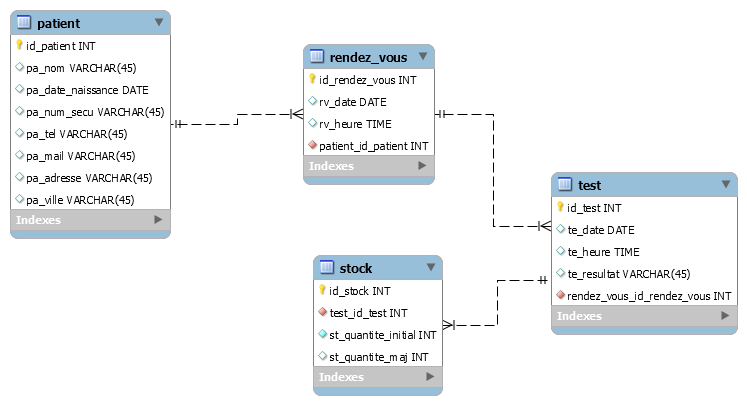 patient
id_patient INT
pa_nom VARCHAR(45)
pa_date_naissance DATE
pa_num_secu VARCHAR(45)
pa_tel VARCHAR(45)
pa_mail VARCHAR(45)
pa_adresse VARCHAR(45)
pa_ville VARCHAR(45)
Indexes
rendez_vous
id_rendez_vous INT
rv_date DATE
rv_heure TIME
patient_id_patient INT
Indexes
test
id_test INT
te_date DATE
te_heure TIME
te_resultat VARCHAR(45)
rendez_vous_id_rendez_vous INT
Indexes
stock
id_stock INT
test_id_test INT
st_quantite_initial INT
st_quantite_maj INT
Indexes